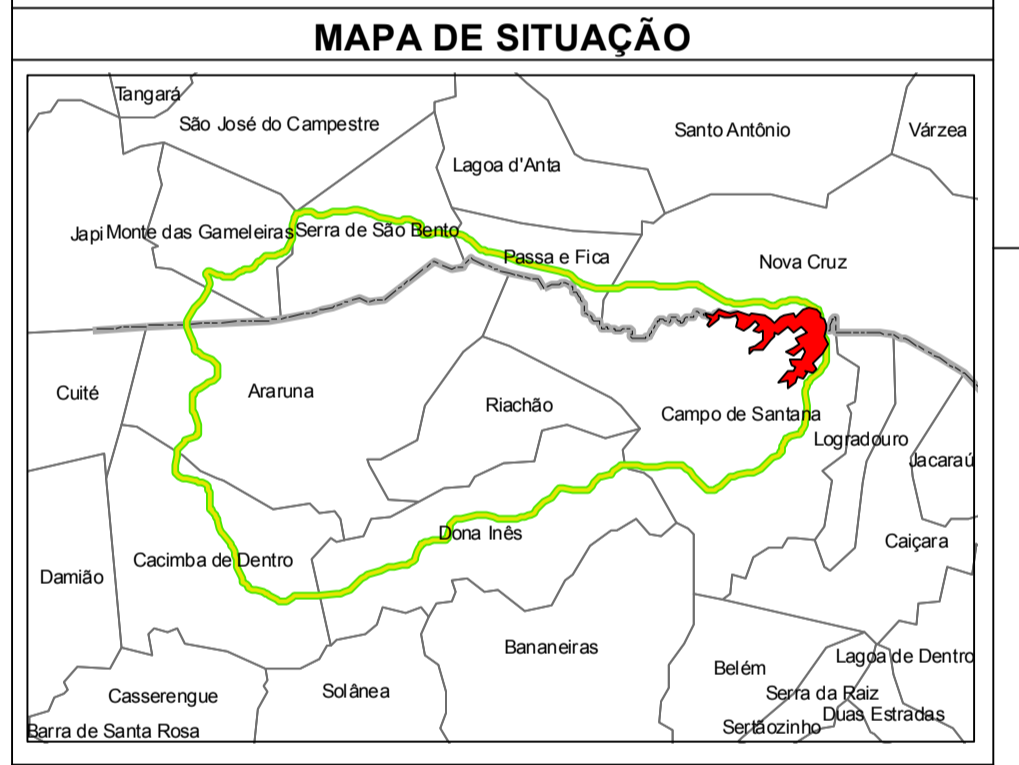 MAPA DE SITUAÇÃO
Tangará
São José do Campestre
Santo Antônio
Várzea
Lagoa d'Anta
Japi
Monte das Gameleiras
Serra de São Bento
Passa e Fica
Nova Cruz
Cuité
Araruna
Riachão
Campo de Santana
Logradouro
Jacaraú
Dona Inês
Caiçara
Cacimba de Dentro
Damião
Bananeiras
Belém
Lagoa de Dentro
Casserengue
Solânea
Serra da Raiz
Duas Estradas
Sertãozinho
Barra de Santa Rosa